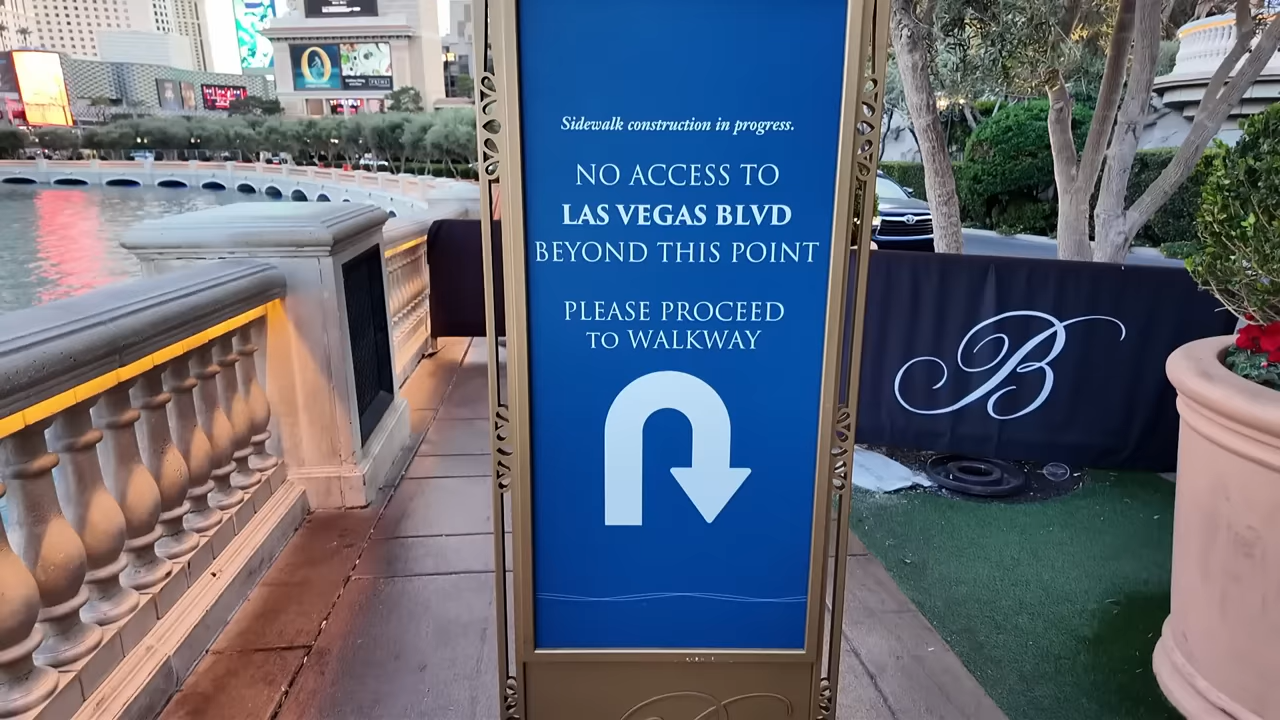 Sidewalk construction in progress.
NO ACCESS TO
LAS VEGAS BLVD
BEYOND THIS POINT
PLEASE PROCEED
TO WALKWAY
B
O